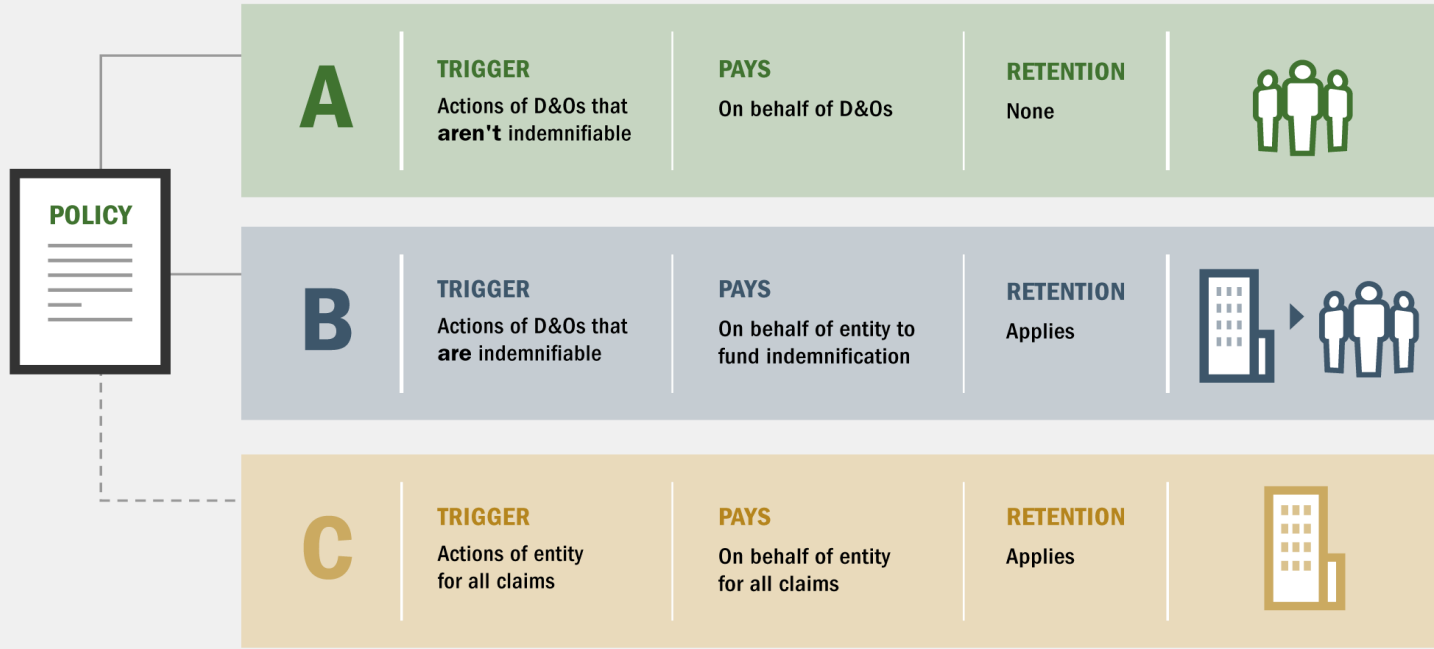 POLICY
A
TRIGGER
Actions of D&Os that
aren't indemnifiable
PAYS
On behalf of D&Os
RETENTION
None
B
TRIGGER
Actions of D&Os that
are indemnifiable
PAYS
On behalf of entity to
fund indemnification
RETENTION
Applies
C
TRIGGER
Actions of entity
for all claims
PAYS
On behalf of entity
for all claims
RETENTION
Applies